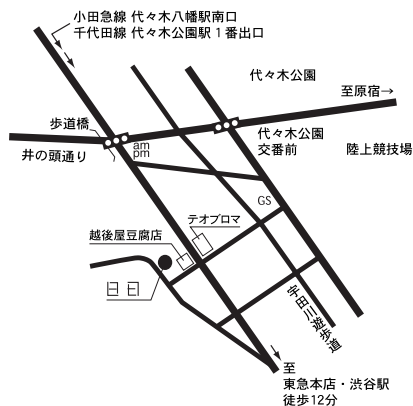 小田急線 代々木八幡駅南口
千代田線 代々木公園駅1番出口
代々木公園
至原宿→
歩道橋
am
pm
代々木公園
交番前
井の頭通り
陸上競技場
GS
テオブロマ
越後屋豆腐店
宇田川遊歩道
至
東急本店・渋谷駅
徒歩12分